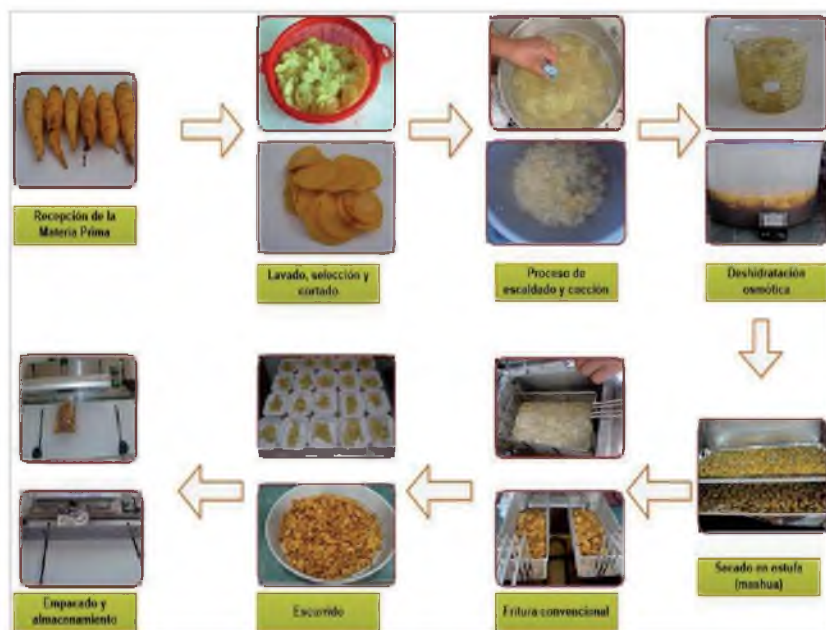 Recepción de la
Materia Prima
Lavado, selección y
cortado
Proceso de
escaldado y cocción
Deshidratación
osmótica
Secado en estufa
(mashua)
Fritura convencional
Escurrido
Empacado y
almacenamiento